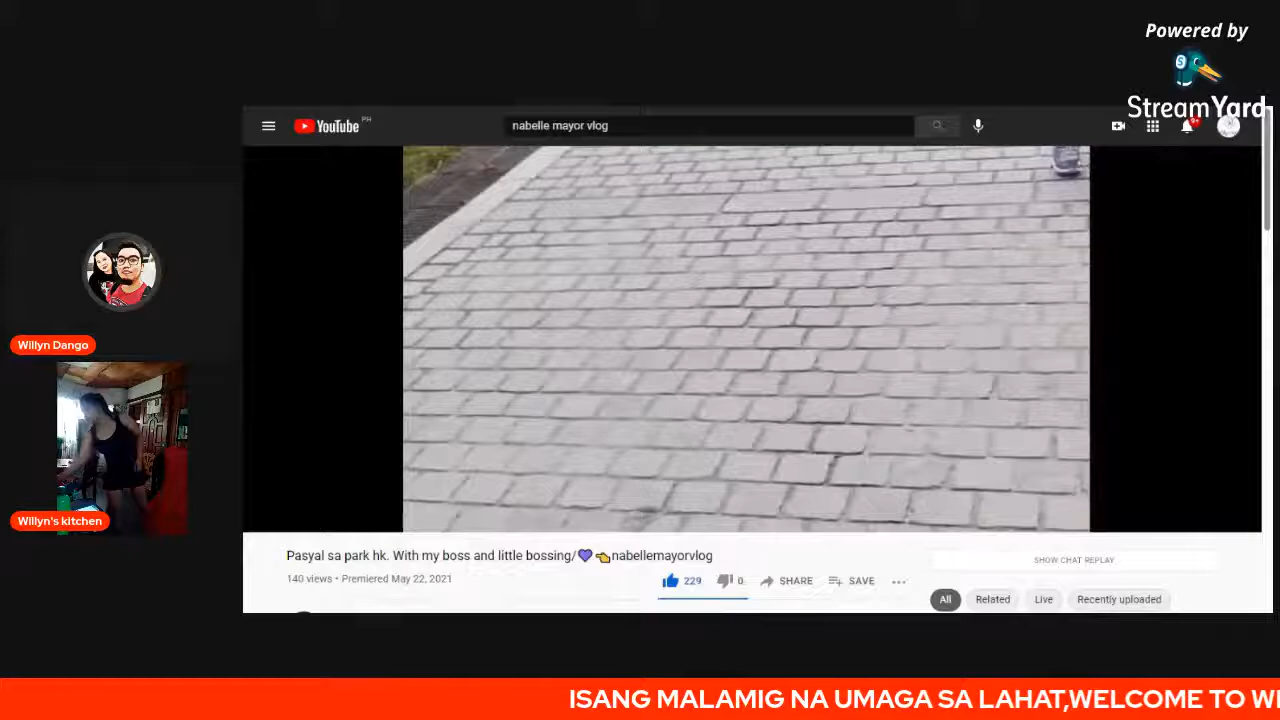 Powered by
StreamYard
YouTube PH
nabelle mayor vlog
9+
Willyn Dango
Willyn's kitchen
Pasyal sa park hk. With my boss and little bossing/💜👈nabellemayorvlog
140 views • Premiered May 22, 2021
229
0
SHARE
SAVE
SHOW CHAT REPLAY
All
Related
Live
Recently uploaded
ISANG MALAMIG NA UMAGA SA LAHAT,WELCOME TO WI